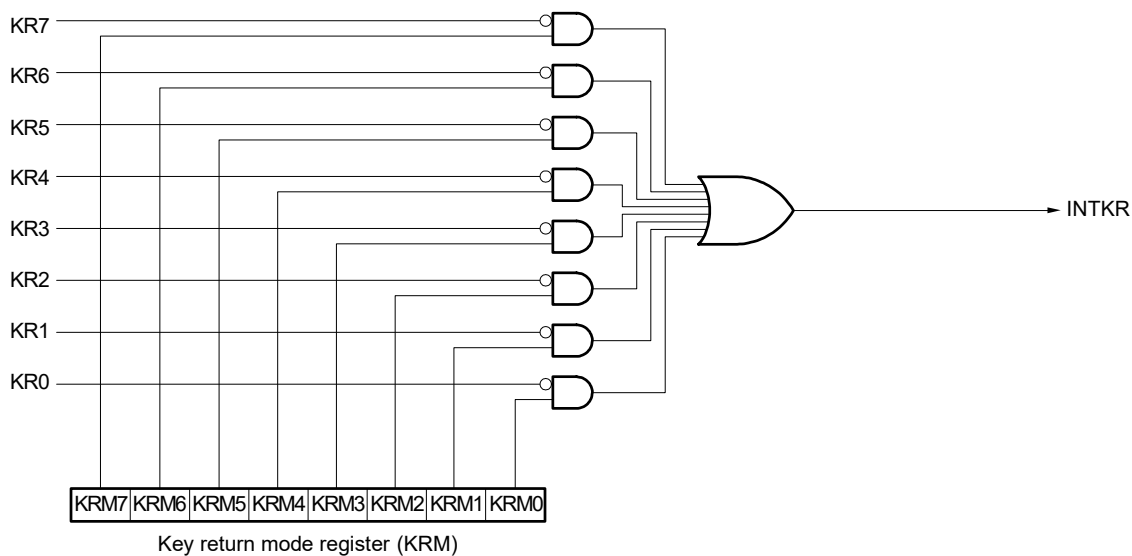 KR7
KR6
KR5
KR4
KR3
KR2
KR1
KR0
INTKR
KRM7 KRM6 KRM5 KRM4 KRM3 KRM2 KRM1 KRM0
Key return mode register (KRM)